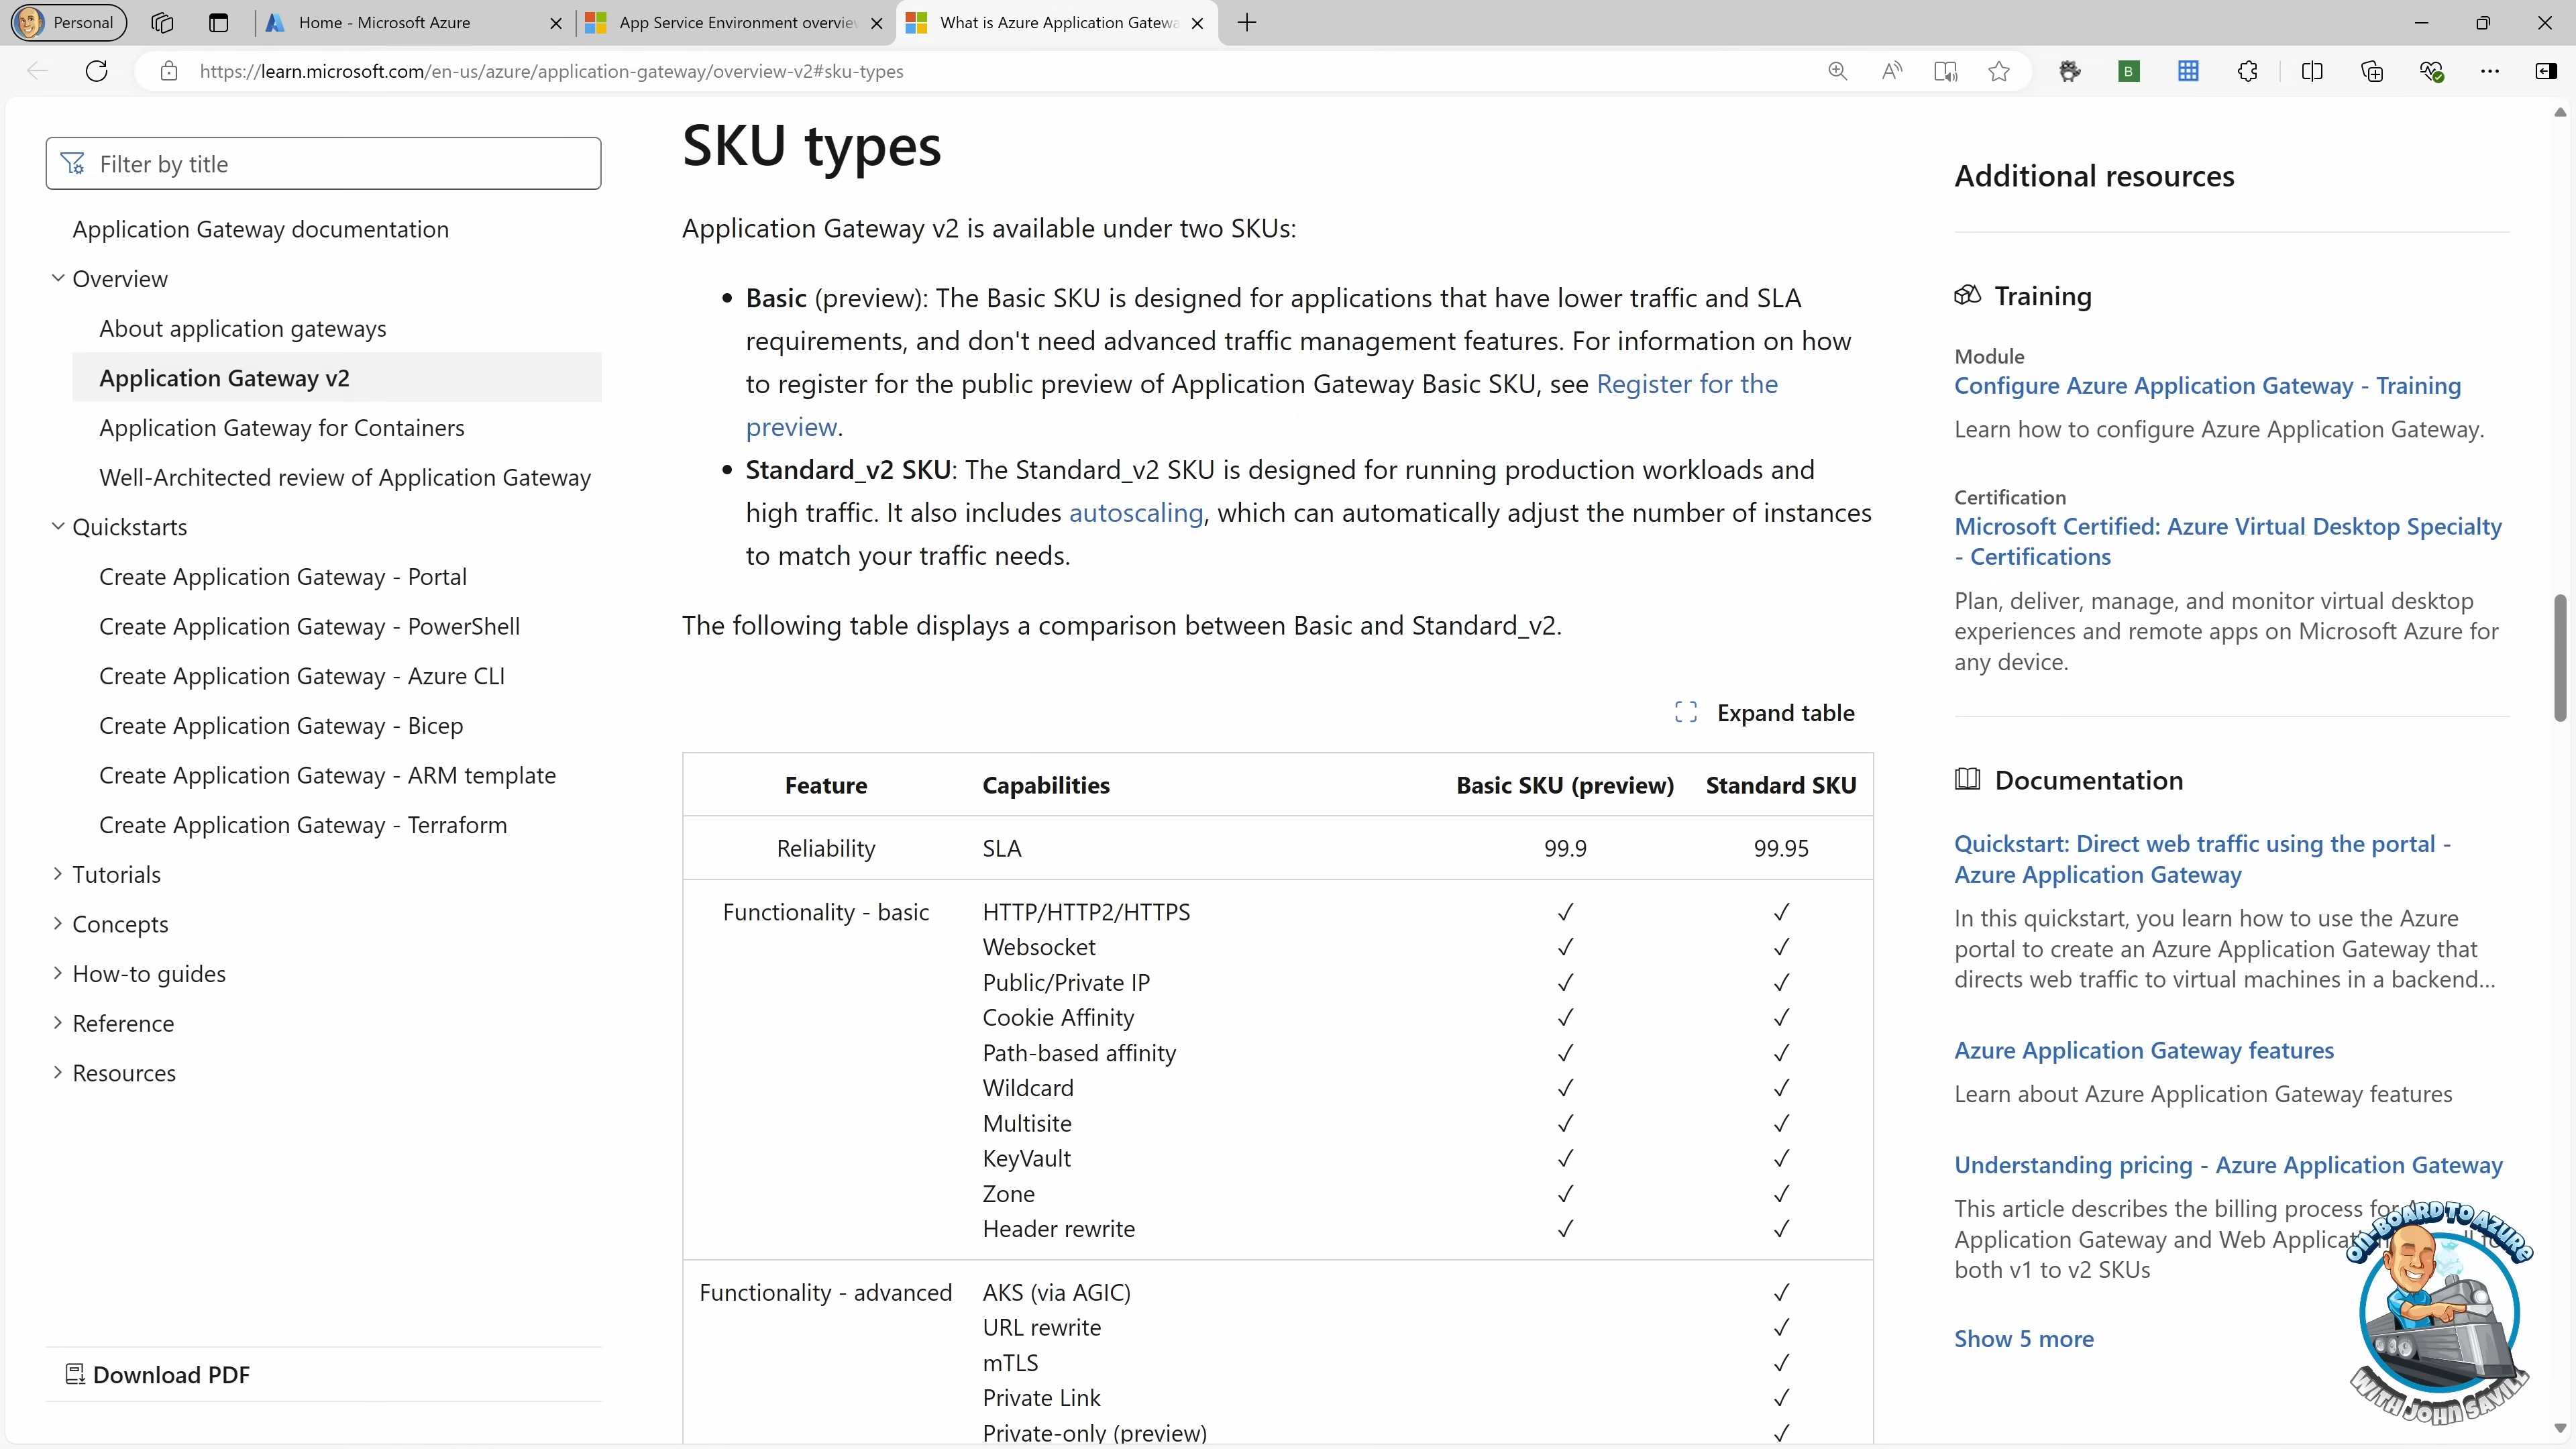 Personal
Home - Microsoft Azure
App Service Environment overview
What is Azure Application Gatewa
https://learn.microsoft.com/en-us/azure/application-gateway/overview-v2#sku-types
Filter by title
Application Gateway documentation
Overview
About application gateways
Application Gateway v2
Application Gateway for Containers
Well-Architected review of Application Gateway
Quickstarts
Create Application Gateway - Portal
Create Application Gateway - PowerShell
Create Application Gateway - Azure CLI
Create Application Gateway - Bicep
Create Application Gateway - ARM template
Create Application Gateway - Terraform
Tutorials
Concepts
How-to guides
Reference
Resources
Download PDF
SKU types
Application Gateway v2 is available under two SKUs:
• Basic (preview): The Basic SKU is designed for applications that have lower traffic and SLA
requirements, and don't need advanced traffic management features. For information on how
to register for the public preview of Application Gateway Basic SKU, see Register for the
preview.
• Standard_v2 SKU: The Standard_v2 SKU is designed for running production workloads and
high traffic. It also includes autoscaling, which can automatically adjust the number of instances
to match your traffic needs.
The following table displays a comparison between Basic and Standard_v2.
Expand table
Feature Capabilities Basic SKU (preview) Standard SKU
Reliability SLA 99.9 99.95
Functionality - basic HTTP/HTTP2/HTTPS ✓ ✓
Websocket ✓ ✓
Public/Private IP ✓ ✓
Cookie Affinity ✓ ✓
Path-based affinity ✓ ✓
Wildcard ✓ ✓
Multisite ✓ ✓
KeyVault ✓ ✓
Zone ✓ ✓
Header rewrite ✓ ✓
Functionality - advanced AKS (via AGIC) ✓
URL rewrite ✓
mTLS ✓
Private Link ✓
Private-only (preview) ✓
Additional resources
Training
Module
Configure Azure Application Gateway - Training
Learn how to configure Azure Application Gateway.
Certification
Microsoft Certified: Azure Virtual Desktop Specialty
- Certifications
Plan, deliver, manage, and monitor virtual desktop
experiences and remote apps on Microsoft Azure for
any device.
Documentation
Quickstart: Direct web traffic using the portal -
Azure Application Gateway
In this quickstart, you learn how to use the Azure
portal to create an Azure Application Gateway that
directs web traffic to virtual machines in a backend...
Azure Application Gateway features
Learn about Azure Application Gateway features
Understanding pricing - Azure Application Gateway
This article describes the billing process for
Application Gateway and Web
both v1 to v2 SKUs
Show 5 more
ON-BOARD TO AZURE
WITH JOHN SAVILL